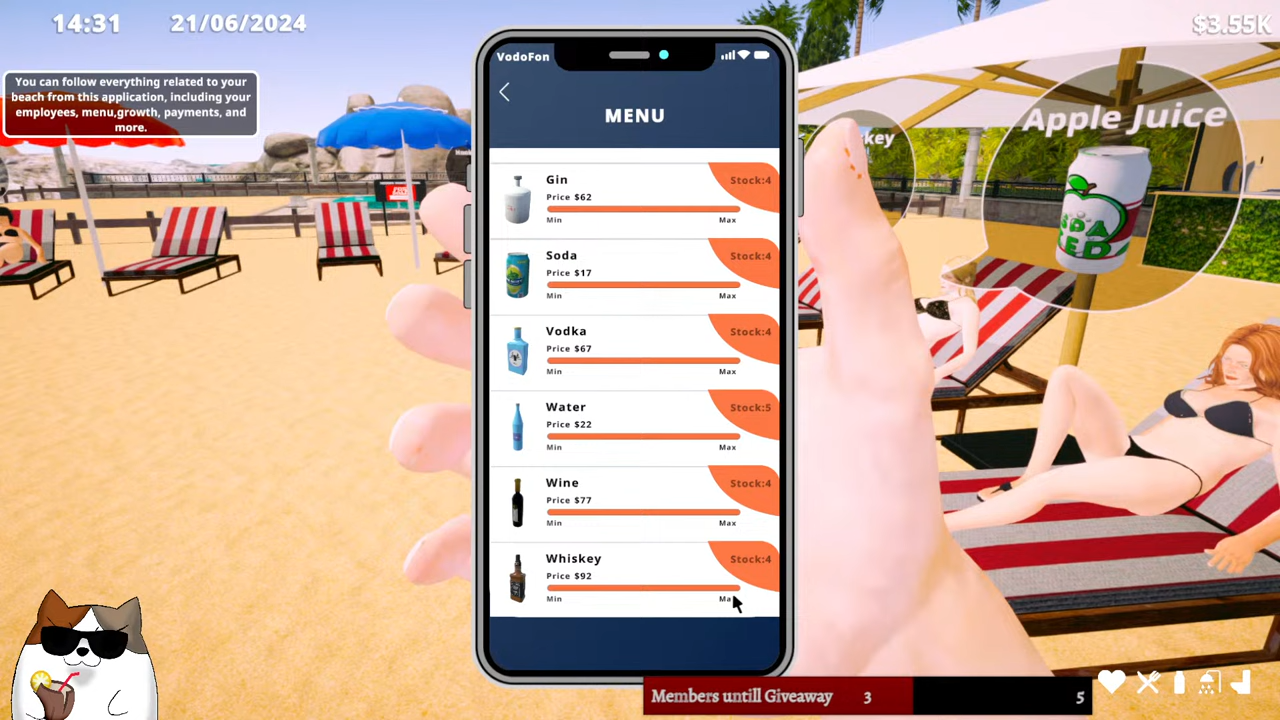 14:31
21/06/2024
$3.55K
You can follow everything related to your
beach from this application, including your
employees, menu,growth, payments, and
more.
VodoFon
MENU
Gin
Price $62
Stock:4
Min
Max
Soda
Price $17
Stock:4
Min
Max
Vodka
Price $67
Stock:4
Min
Max
Water
Price $22
Stock:5
Min
Max
Wine
Price $77
Stock:4
Min
Max
Whiskey
Price $92
Stock:4
Min
Apple Juice
Members untill Giveaway 3 5